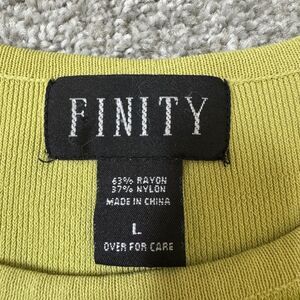 FINITY
63% RAYON
37% NYLON
MADE IN CHINA
L
OVER FOR CARE